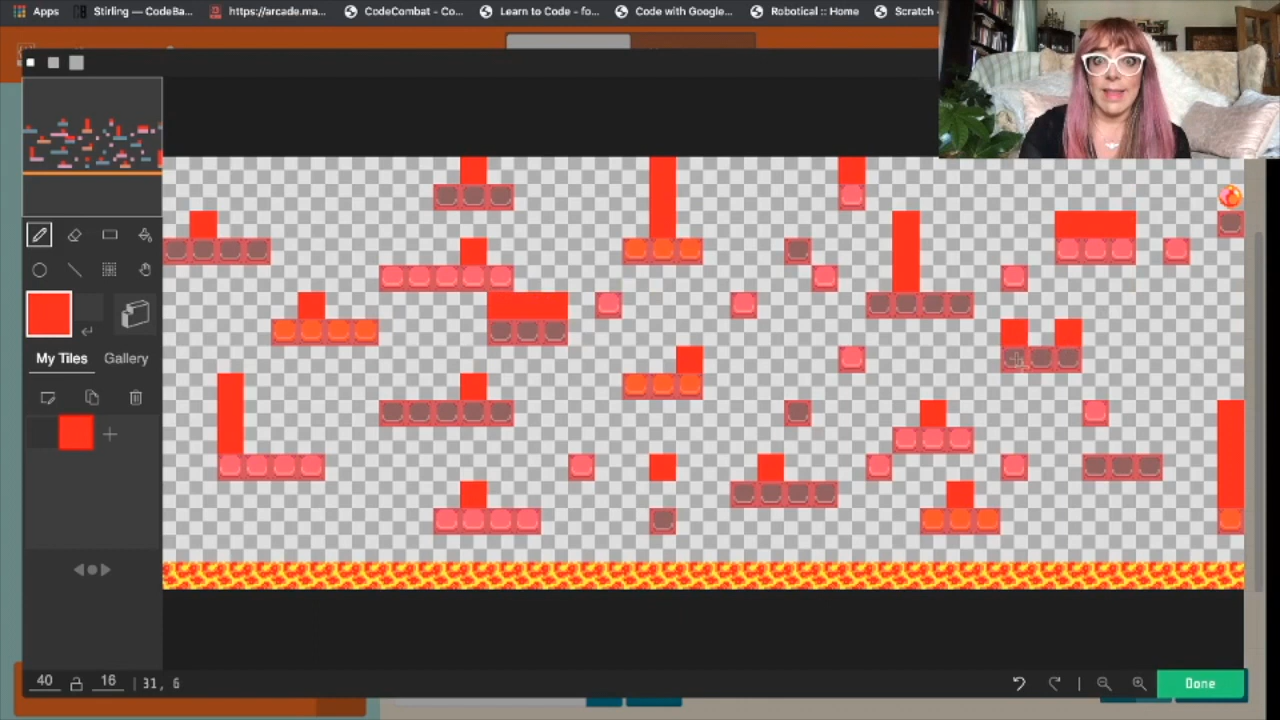 Apps Stirling — CodeBa... https://arcade.ma... CodeCombat - Co... Learn to Code - fo... Code with Google... Robotical :: Home Scratch -
My Tiles Gallery
40 16 31, 6 Done